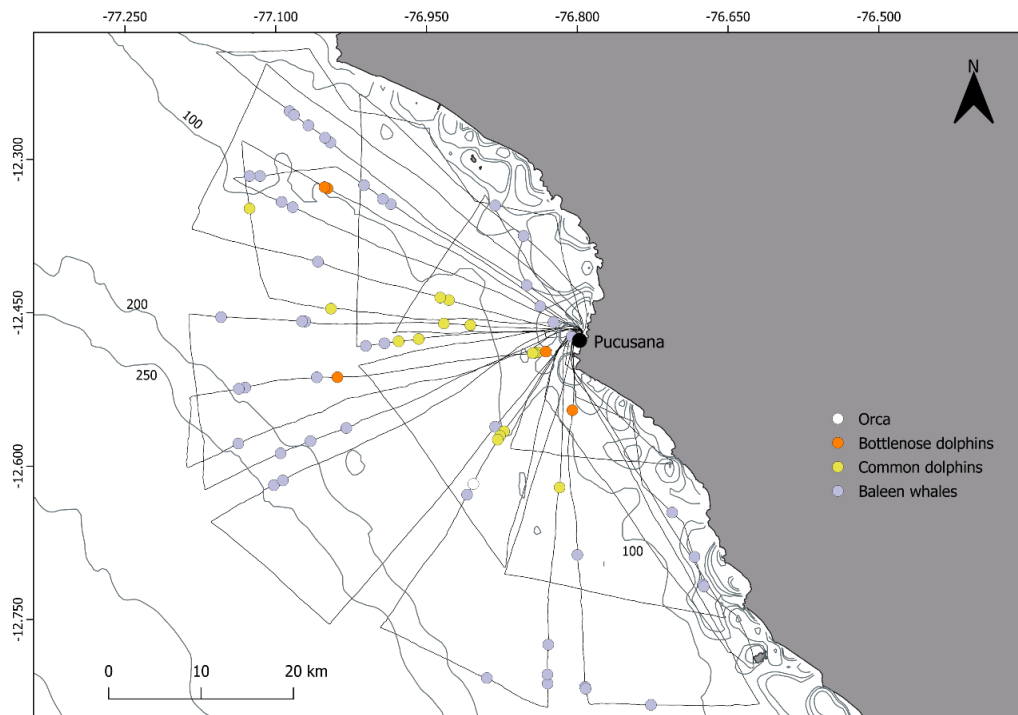 -77.250 -77.100 -76.950 -76.800 -76.650 -76.500
N
100
-12.300
200
-12.450
Pucusana
250
Orca
Bottlenose dolphins
Common dolphins
-12.600
Baleen whales
100
-12.750
0 10 20 km